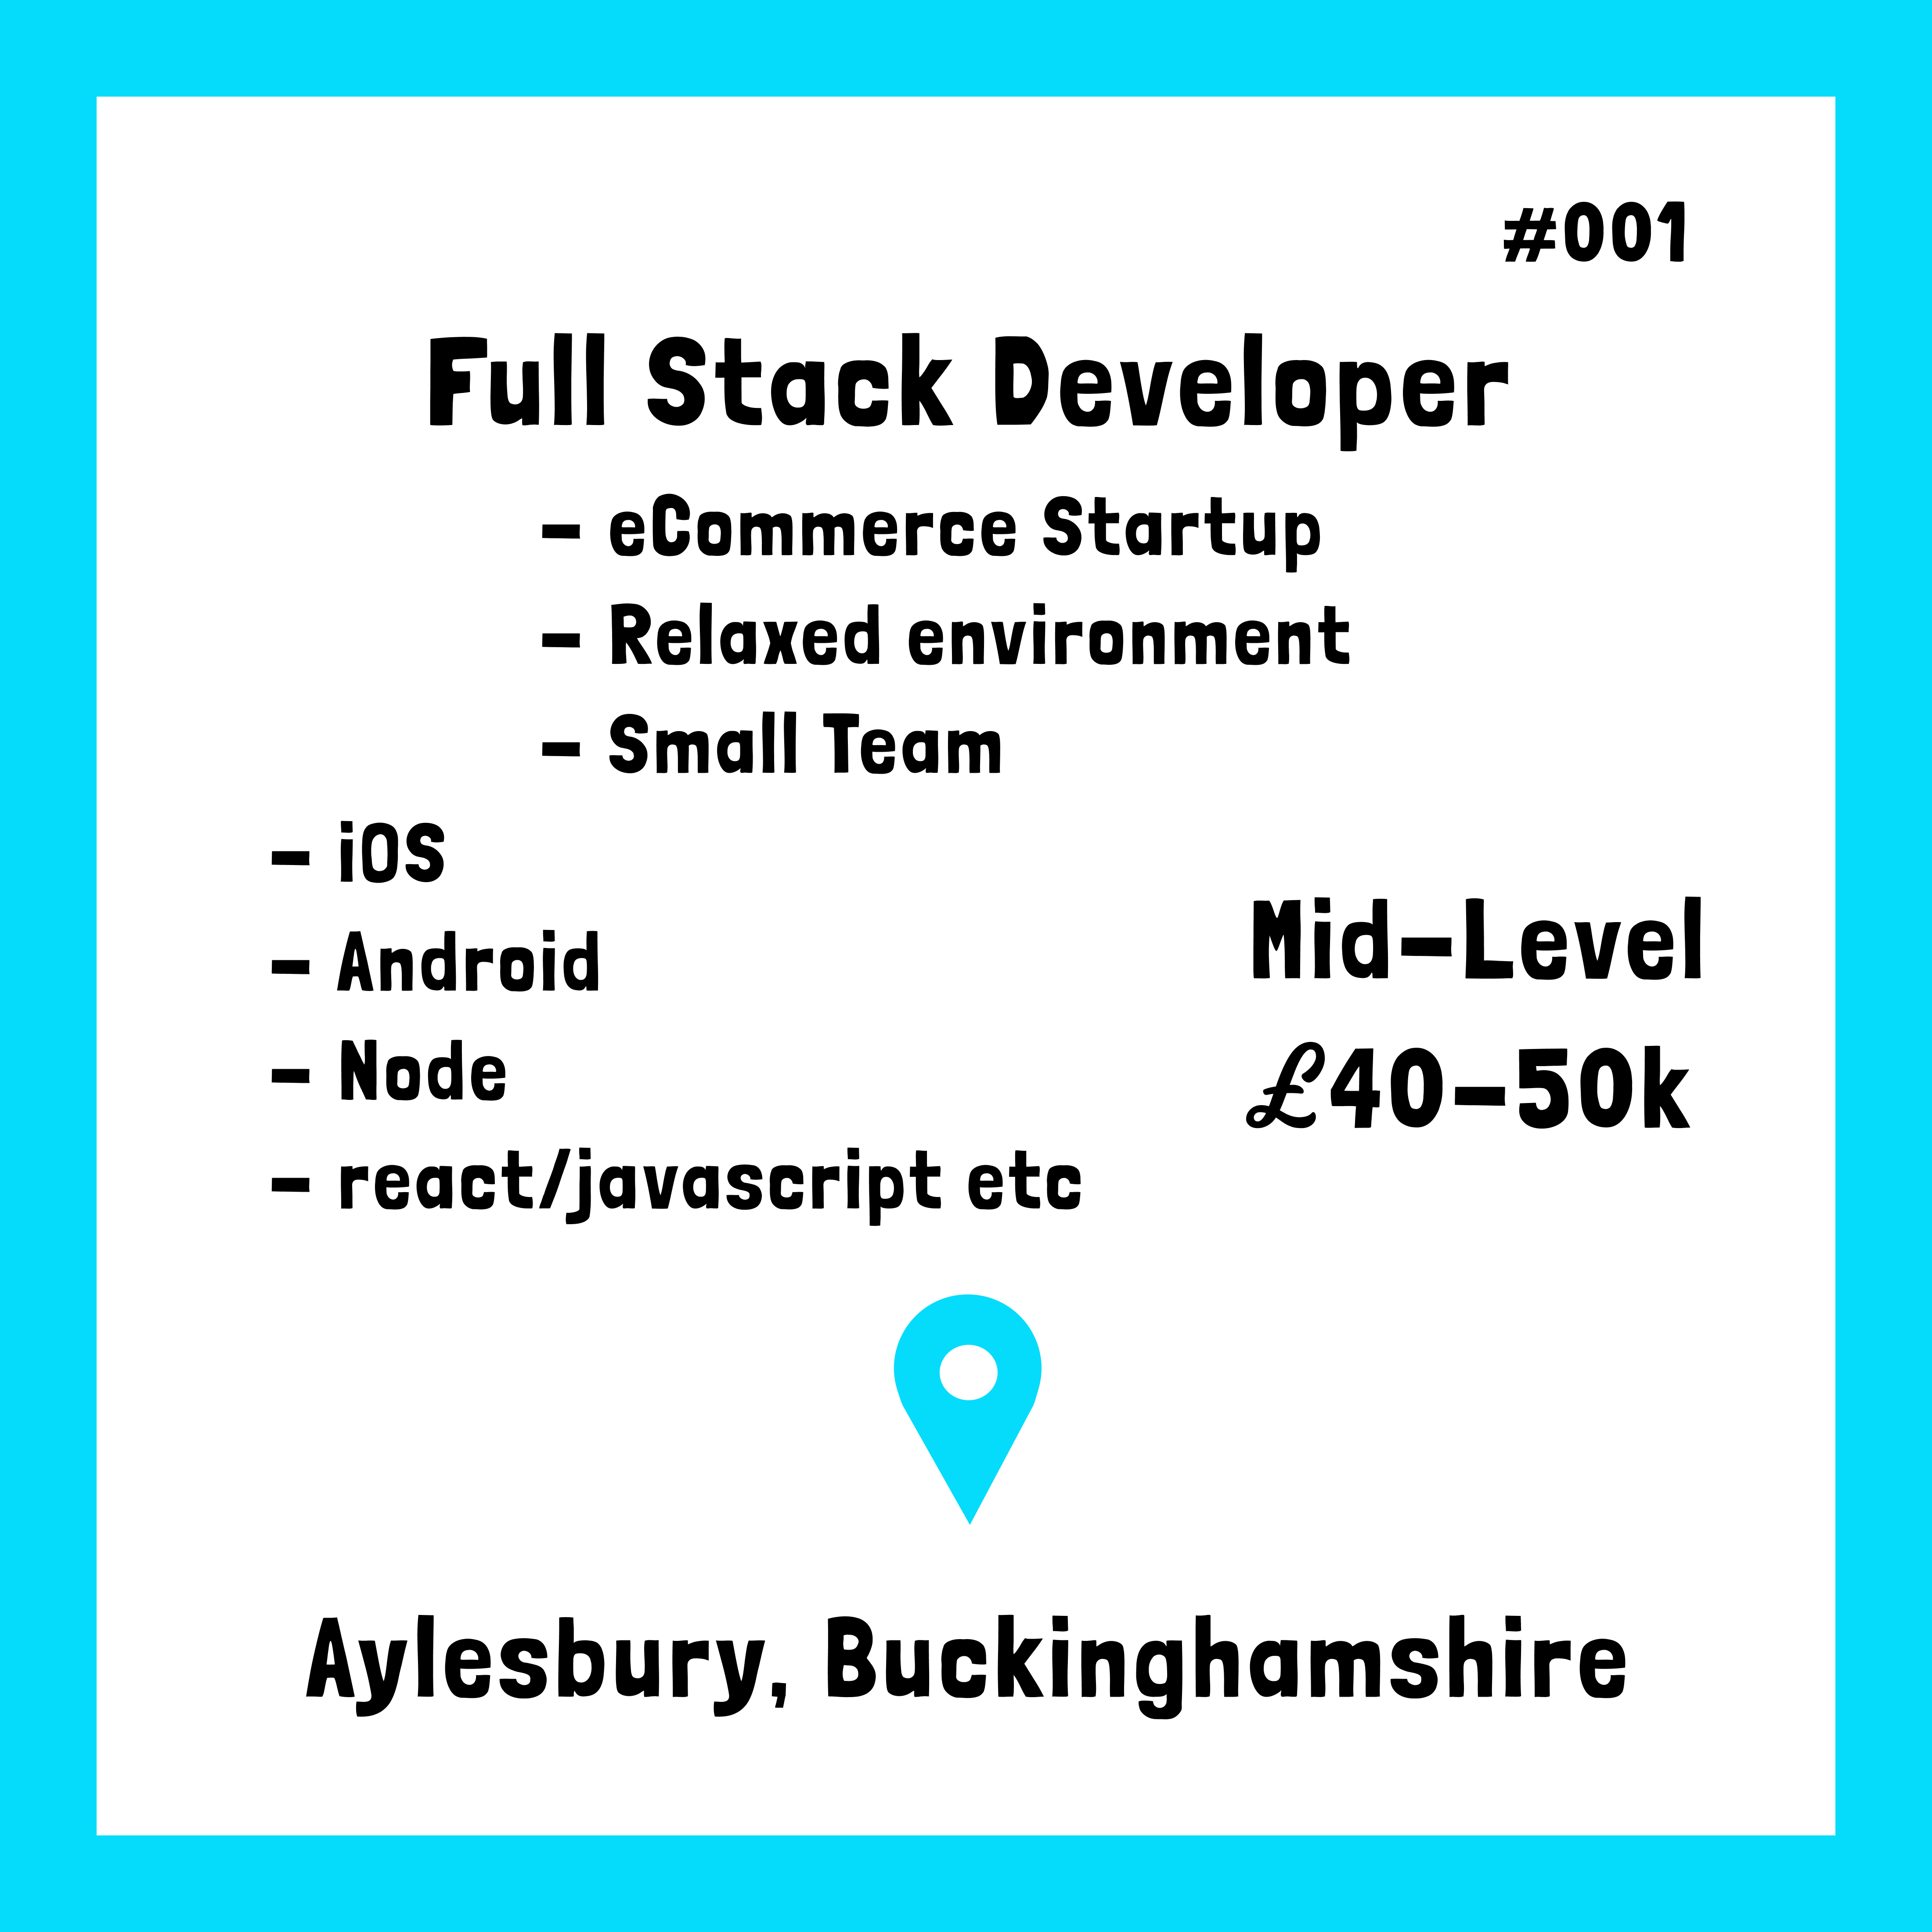 #001
Full Stack Developer
- eCommerce Startup
- Relaxed environment
- Small Team
- iOS
- Android
- Node
- react/javascript etc
Mid-Level
£40-50k
Aylesbury, Buckinghamshire